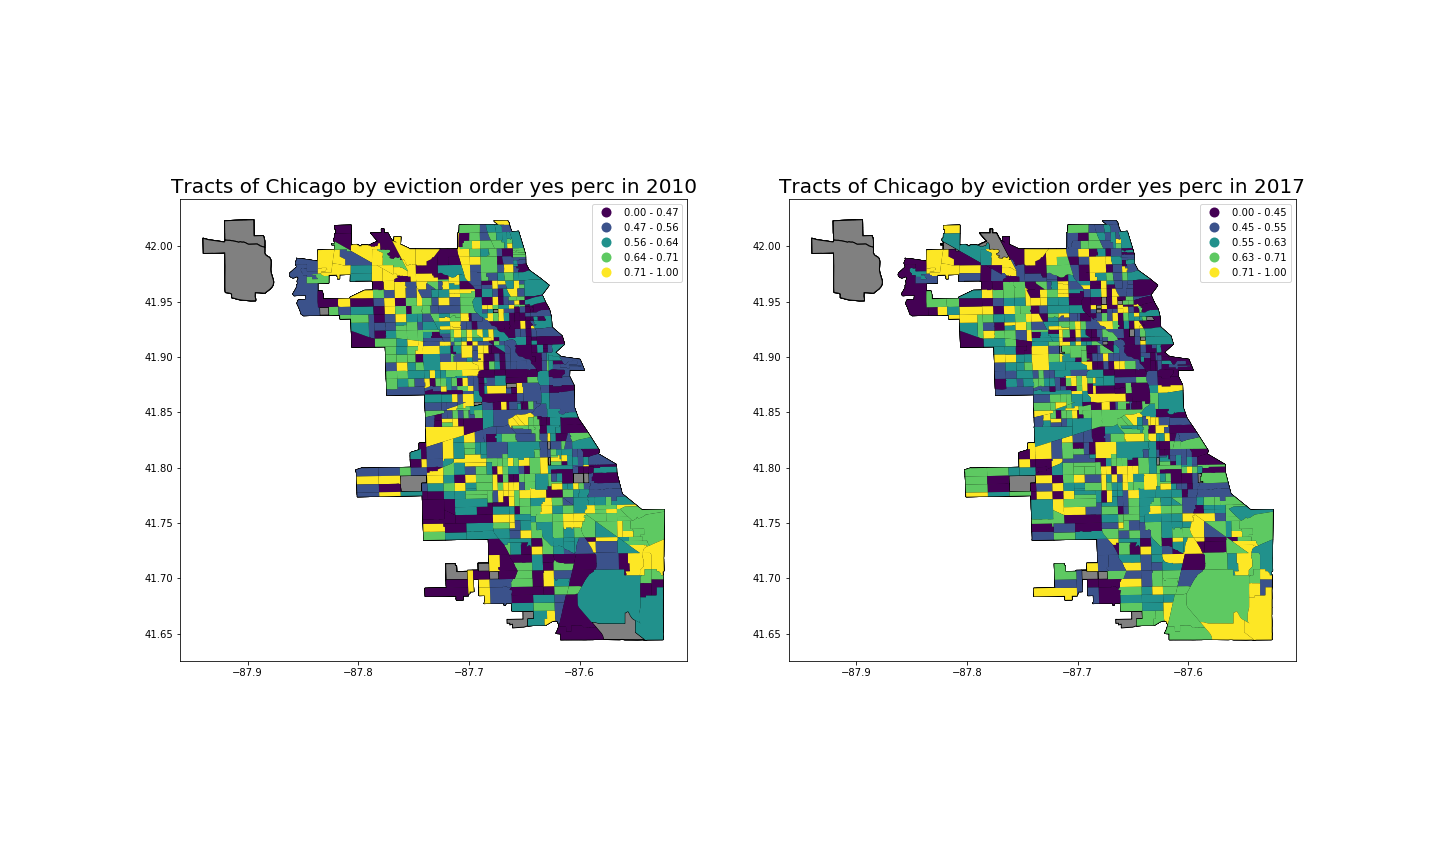 Tracts of Chicago by eviction order yes perc in 2010
0.00 - 0.47
0.47 - 0.56
0.56 - 0.64
0.64 - 0.71
0.71 - 1.00
42.00
41.95
41.90
41.85
41.80
41.75
41.70
41.65
−87.9 −87.8 −87.7 −87.6
Tracts of Chicago by eviction order yes perc in 2017
0.00 - 0.45
0.45 - 0.55
0.55 - 0.63
0.63 - 0.71
0.71 - 1.00
42.00
41.95
41.90
41.85
41.80
41.75
41.70
41.65
−87.9 −87.8 −87.7 −87.6